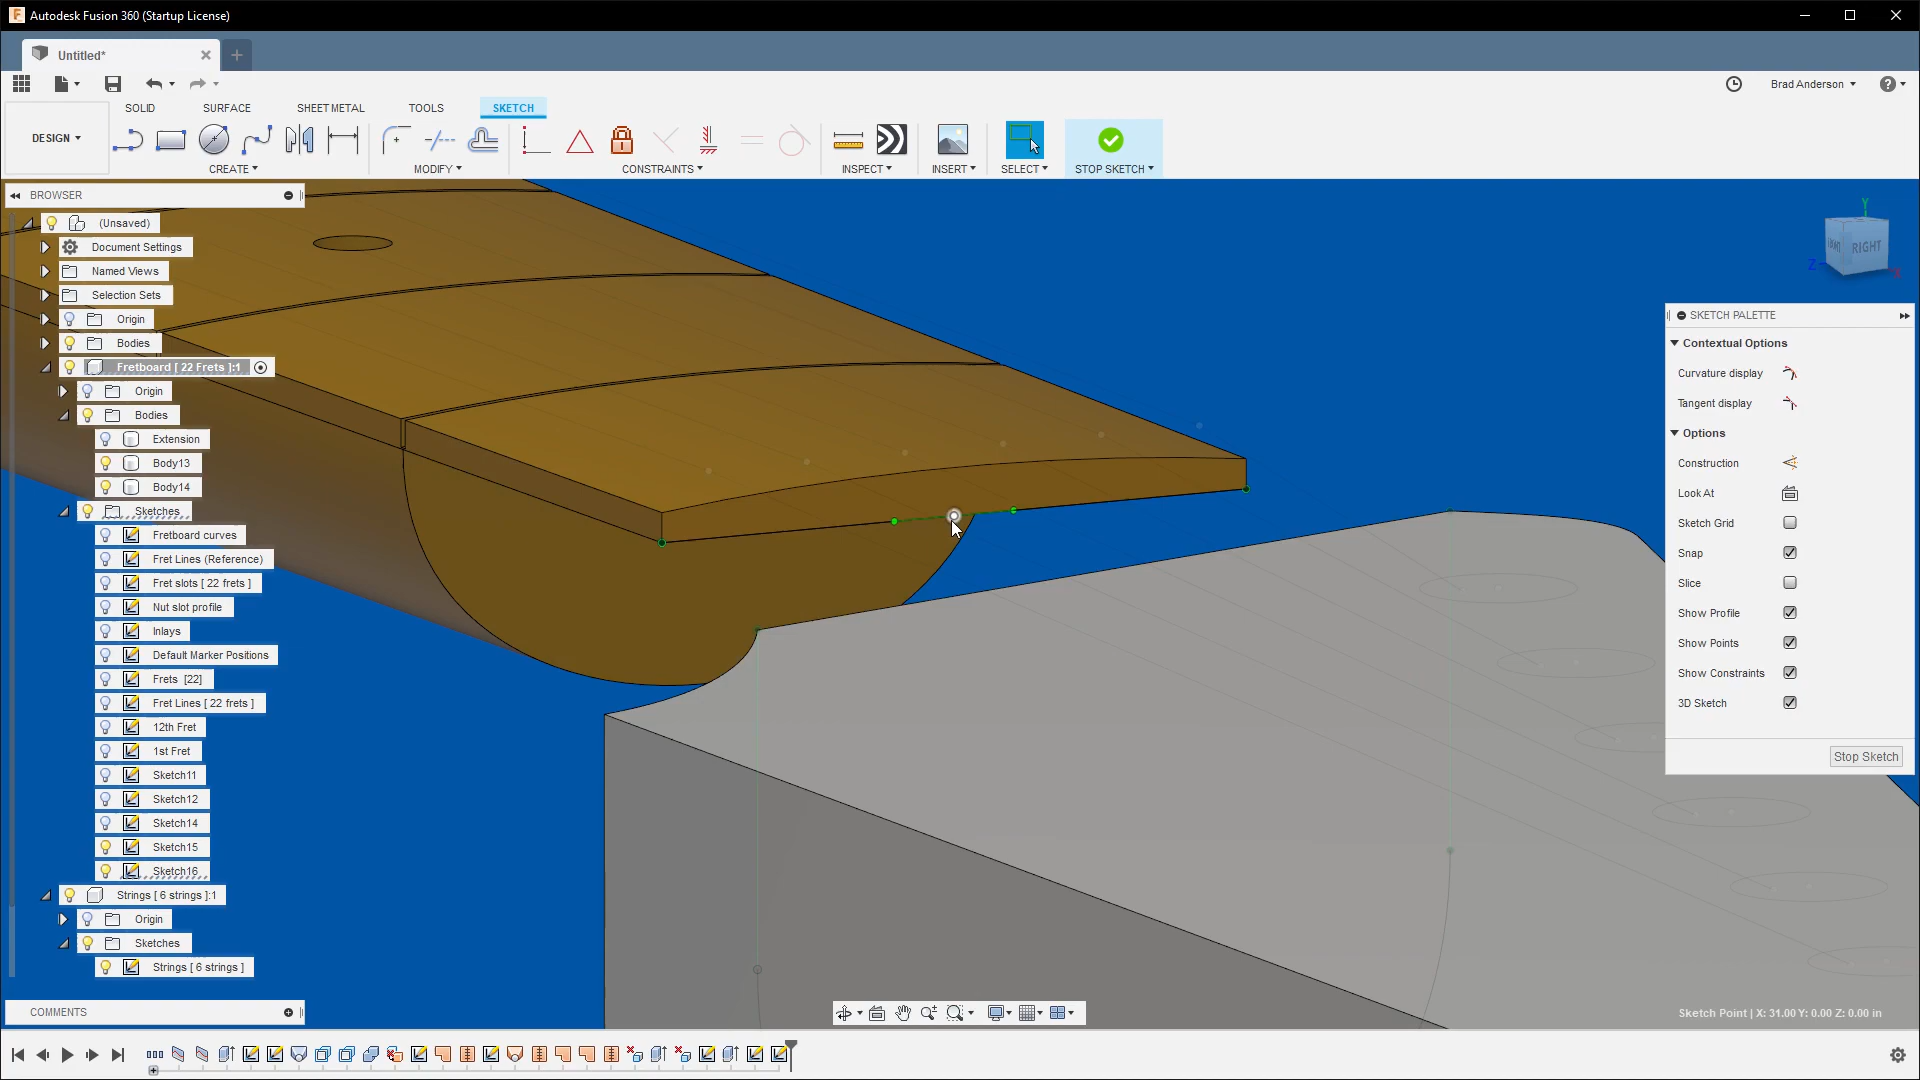 Autodesk Fusion 360 (Startup License)
Untitled*
Brad Anderson
SOLID SURFACE SHEET METAL TOOLS SKETCH
DESIGN
CREATE MODIFY CONSTRAINTS INSPECT INSERT SELECT STOP SKETCH
BROWSER
(Unsaved)
Document Settings
Named Views
Selection Sets
Origin
Bodies
Fretboard [ 22 Frets ]:1
Origin
Bodies
Extension
Body13
Body14
Sketches
Fretboard curves
Fret Lines (Reference)
Fret slots [ 22 frets ]
Nut slot profile
Inlays
Default Marker Positions
Frets [22]
Fret Lines [ 22 frets ]
12th Fret
1st Fret
Sketch11
Sketch12
Sketch14
Sketch15
Sketch16
Strings [ 6 strings ]:1
Origin
Sketches
Strings [ 6 strings ]
COMMENTS
Y
RIGHT
Z
SKETCH PALETTE
Contextual Options
Curvature display
Tangent display
Options
Construction
Look At
Sketch Grid
Snap
Slice
Show Profile
Show Points
Show Constraints
3D Sketch
Stop Sketch
Sketch Point | X: 31.00 Y: 0.00 Z: 0.00 in